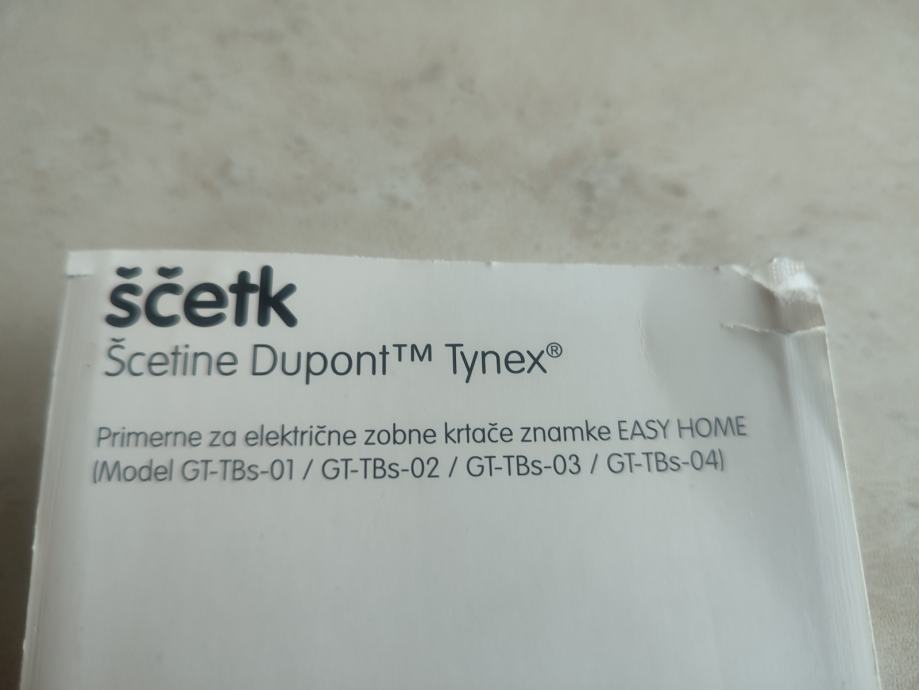 ščetk
Ščetine Dupont™ Tynex®
Primerne za električne zobne krtače znamke EASY HOME
(Model GT-TBs-01 / GT-TBs-02 / GT-TBs-03 / GT-TBs-04)